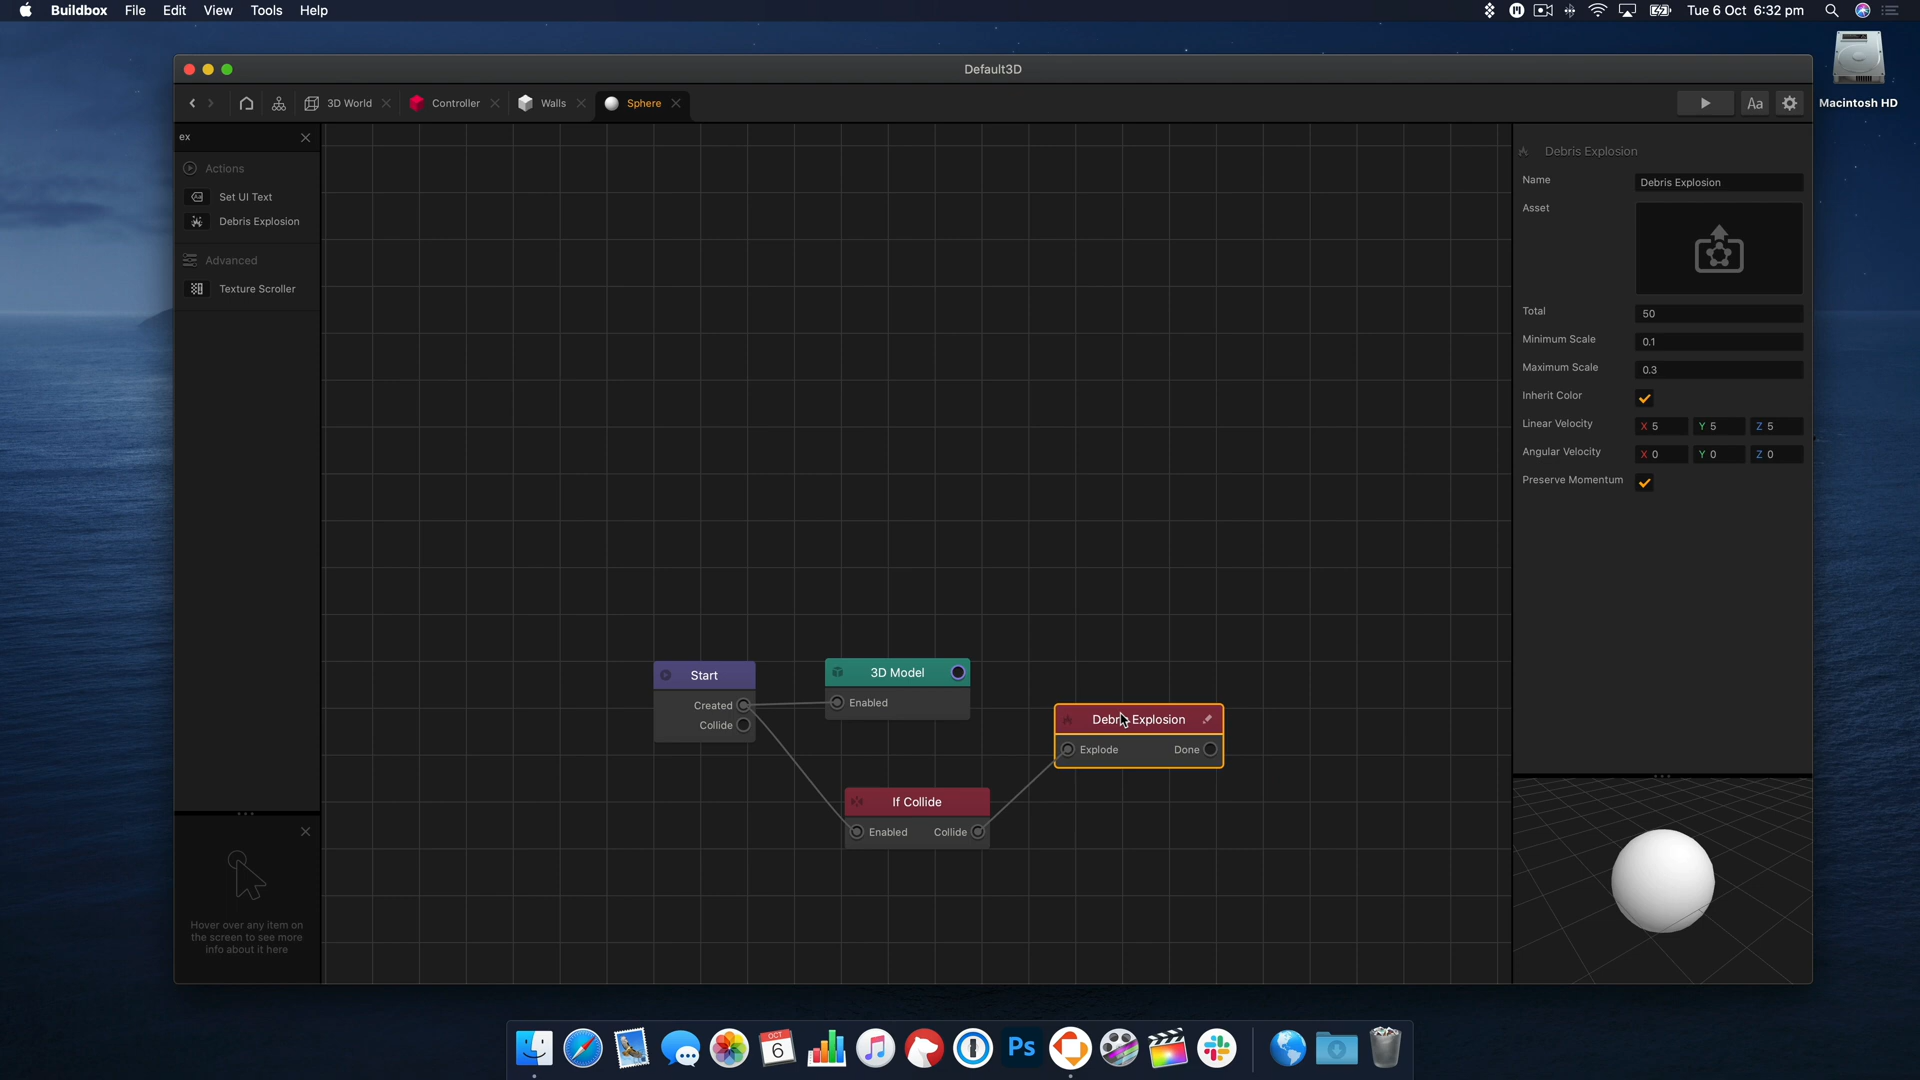 Buildbox File Edit View Tools Help Tue 6 Oct 6:32 pm
Macintosh HD
Default3D
3D World Controller Walls Sphere Aa
ex
Actions
Set UI Text
Debris Explosion
Advanced
Texture Scroller
Hover over any item on
the screen to see more
info about it here
Start
Created
Collide
3D Model
Enabled
If Collide
Enabled Collide
Debris Explosion
Explode Done
Debris Explosion
Name Debris Explosion
Asset
Total 50
Minimum Scale 0.1
Maximum Scale 0.3
Inherit Color
Linear Velocity X 5 Y 5 Z 5
Angular Velocity X 0 Y 0 Z 0
Preserve Momentum
OCT
6
Ps